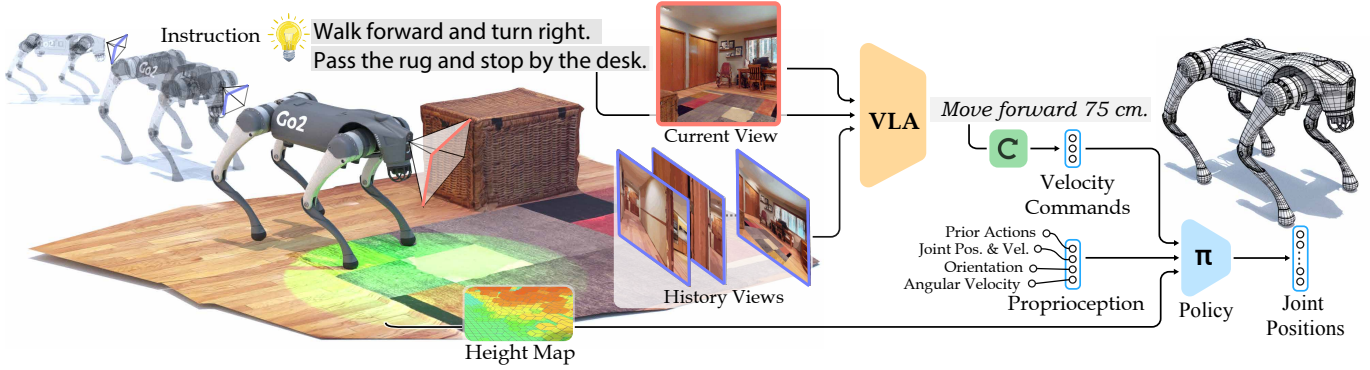 Instruction
Walk forward and turn right.
Pass the rug and stop by the desk.
Go2
Go2
Current View
History Views
Height Map
VLA
Move forward 75 cm.
Velocity
Commands
Prior Actions
Joint Pos. & Vel.
Orientation
Angular Velocity
Proprioception
π
Policy
Joint
Positions